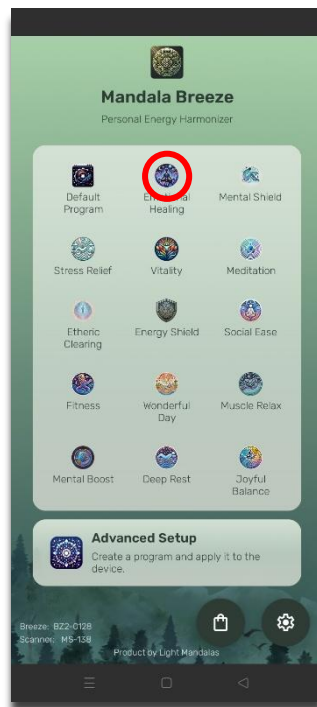 Mandala Breeze
Personal Energy Harmonizer
Default
Program
Emotional
Healing
Mental Shield
Stress Relief
Vitality
Meditation
Etheric
Clearing
Energy Shield
Social Ease
Fitness
Wonderful
Day
Muscle Relax
Mental Boost
Deep Rest
Joyful
Balance
Advanced Setup
Create a program and apply it to the
device.
Breeze: BZ2-0128
Scanner: MS-138
Product by Light Mandalas